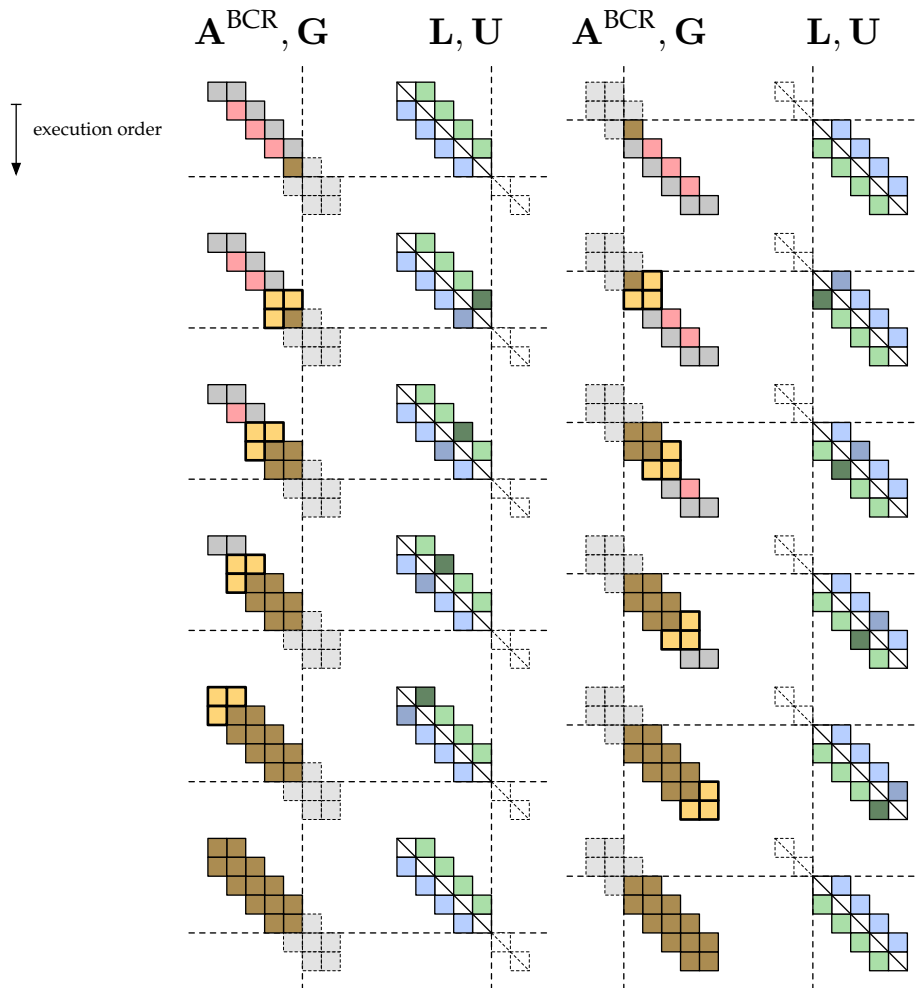 A^BCR, G L, U A^BCR, G L, U
execution order